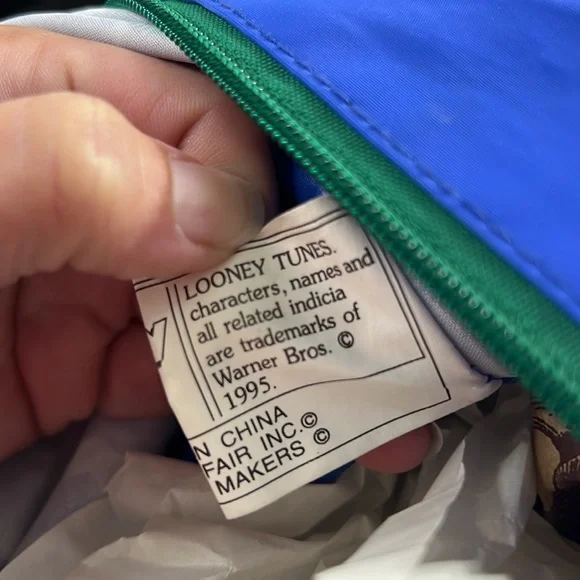 LOONEY TUNES.
characters, names and
all related indicia
are trademarks of
Warner Bros. ©
1995.
N CHINA
FAIR INC.©
MAKERS ©